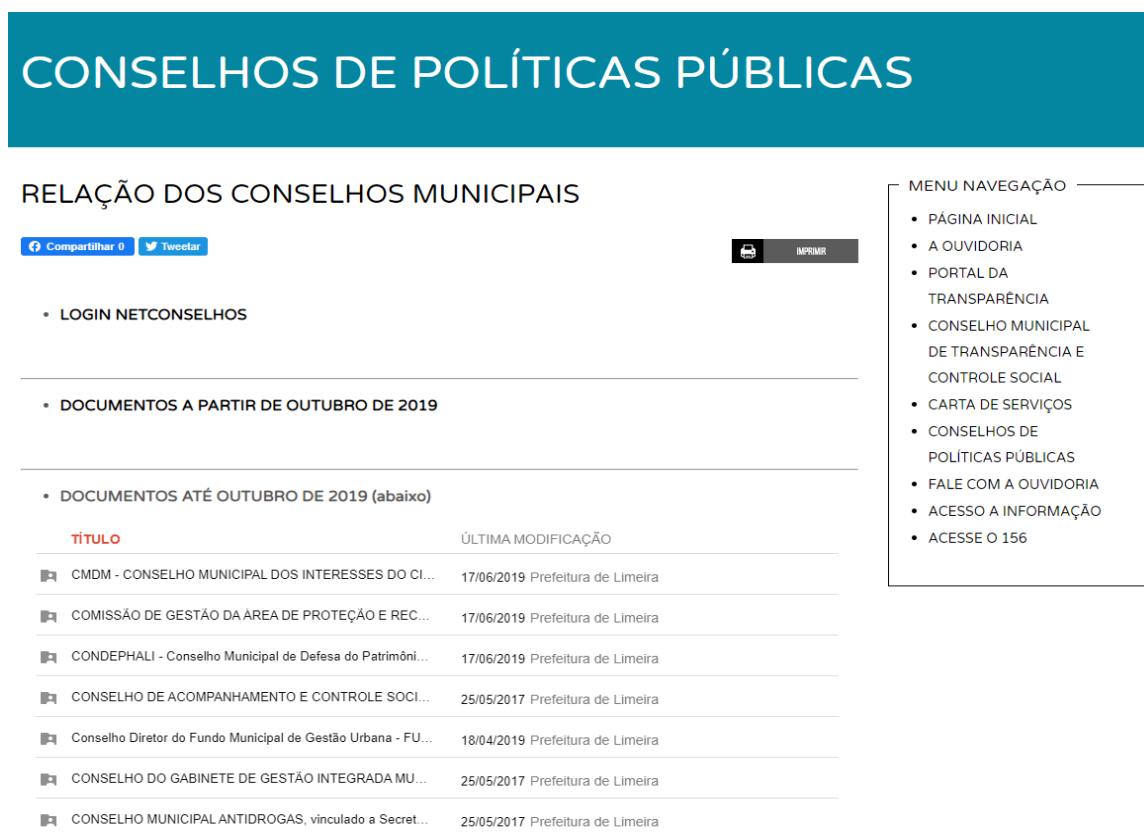 CONSELHOS DE POLÍTICAS PÚBLICAS
RELAÇÃO DOS CONSELHOS MUNICIPAIS
Compartilhar 0
Tweetar
IMPRIMIR
• LOGIN NETCONSELHOS
• DOCUMENTOS A PARTIR DE OUTUBRO DE 2019
• DOCUMENTOS ATÉ OUTUBRO DE 2019 (abaixo)
TÍTULO ÚLTIMA MODIFICAÇÃO
CMDM - CONSELHO MUNICIPAL DOS INTERESSES DO CI... 17/06/2019 Prefeitura de Limeira
COMISSÃO DE GESTÃO DA ÁREA DE PROTEÇÃO E REC... 17/06/2019 Prefeitura de Limeira
CONDEPHALI - Conselho Municipal de Defesa do Patrimôni... 17/06/2019 Prefeitura de Limeira
CONSELHO DE ACOMPANHAMENTO E CONTROLE SOCI... 25/05/2017 Prefeitura de Limeira
Conselho Diretor do Fundo Municipal de Gestão Urbana - FU... 18/04/2019 Prefeitura de Limeira
CONSELHO DO GABINETE DE GESTÃO INTEGRADA MU... 25/05/2017 Prefeitura de Limeira
CONSELHO MUNICIPAL ANTIDROGAS, vinculado a Secret... 25/05/2017 Prefeitura de Limeira
MENU NAVEGAÇÃO
• PÁGINA INICIAL
• A OUVIDORIA
• PORTAL DA
TRANSPARÊNCIA
• CONSELHO MUNICIPAL
DE TRANSPARÊNCIA E
CONTROLE SOCIAL
• CARTA DE SERVIÇOS
• CONSELHOS DE
POLÍTICAS PÚBLICAS
• FALE COM A OUVIDORIA
• ACESSO A INFORMAÇÃO
• ACESSE O 156